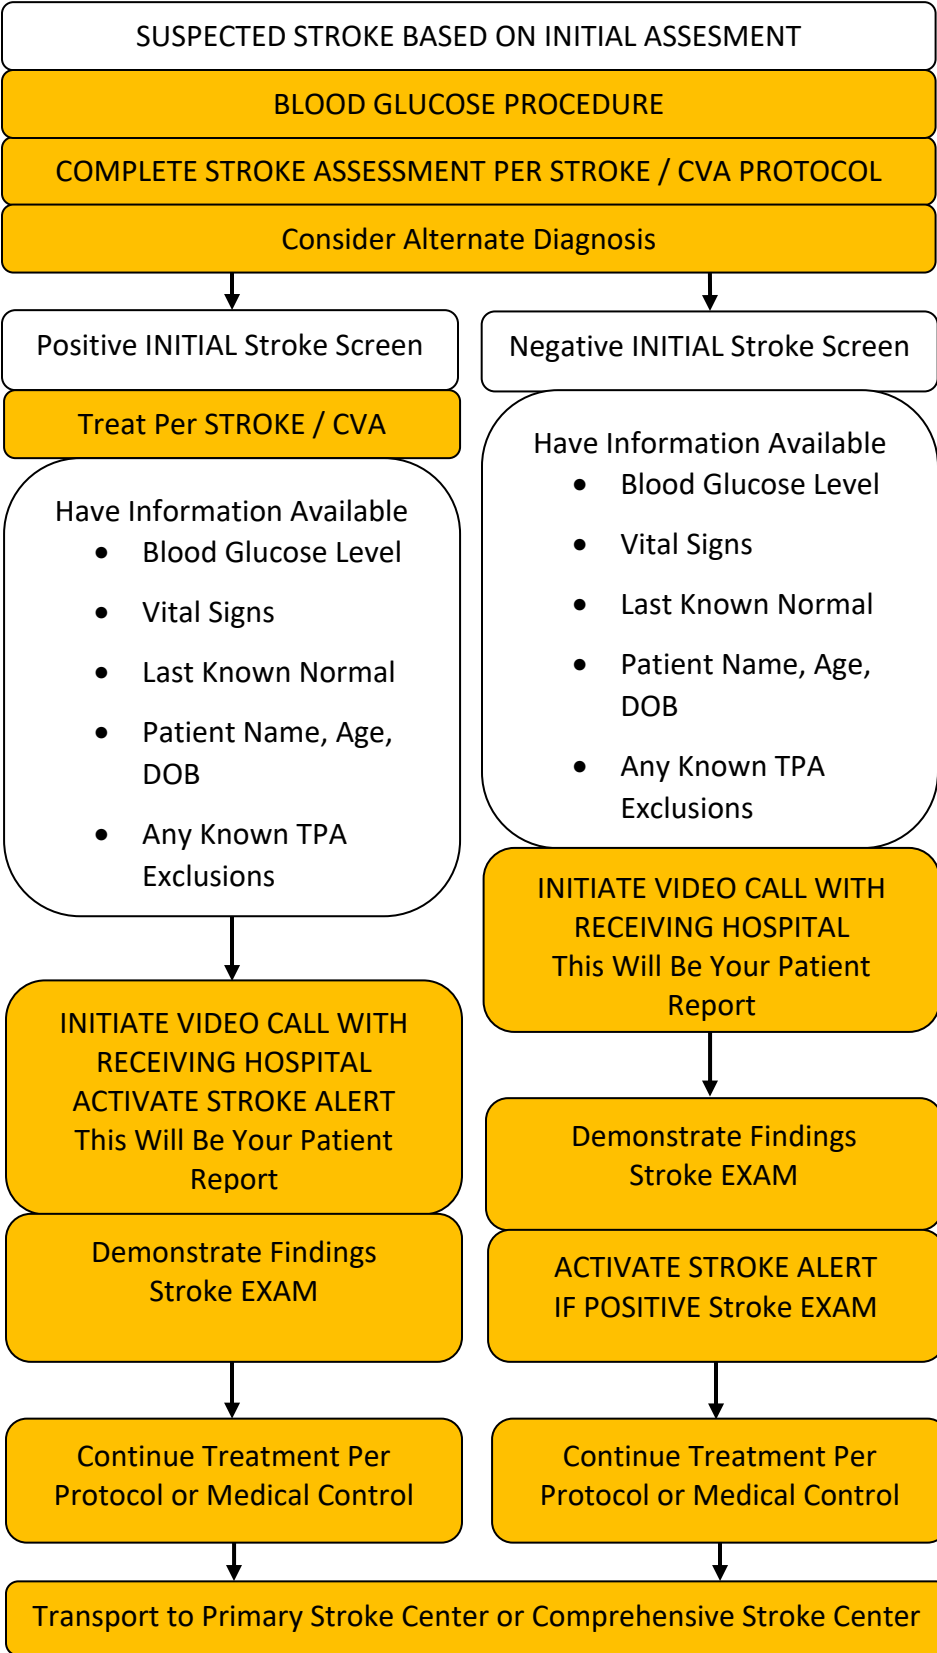 SUSPECTED STROKE BASED ON INITIAL ASSESMENT
BLOOD GLUCOSE PROCEDURE
COMPLETE STROKE ASSESSMENT PER STROKE / CVA PROTOCOL
Consider Alternate Diagnosis
Positive INITIAL Stroke Screen
Treat Per STROKE / CVA
Have Information Available
• Blood Glucose Level
• Vital Signs
• Last Known Normal
• Patient Name, Age,
DOB
• Any Known TPA
Exclusions
INITIATE VIDEO CALL WITH
RECEIVING HOSPITAL
ACTIVATE STROKE ALERT
This Will Be Your Patient
Report
Demonstrate Findings
Stroke EXAM
Continue Treatment Per
Protocol or Medical Control
Negative INITIAL Stroke Screen
Have Information Available
• Blood Glucose Level
• Vital Signs
• Last Known Normal
• Patient Name, Age,
DOB
• Any Known TPA
Exclusions
INITIATE VIDEO CALL WITH
RECEIVING HOSPITAL
This Will Be Your Patient
Report
Demonstrate Findings
Stroke EXAM
ACTIVATE STROKE ALERT
IF POSITIVE Stroke EXAM
Continue Treatment Per
Protocol or Medical Control
Transport to Primary Stroke Center or Comprehensive Stroke Center